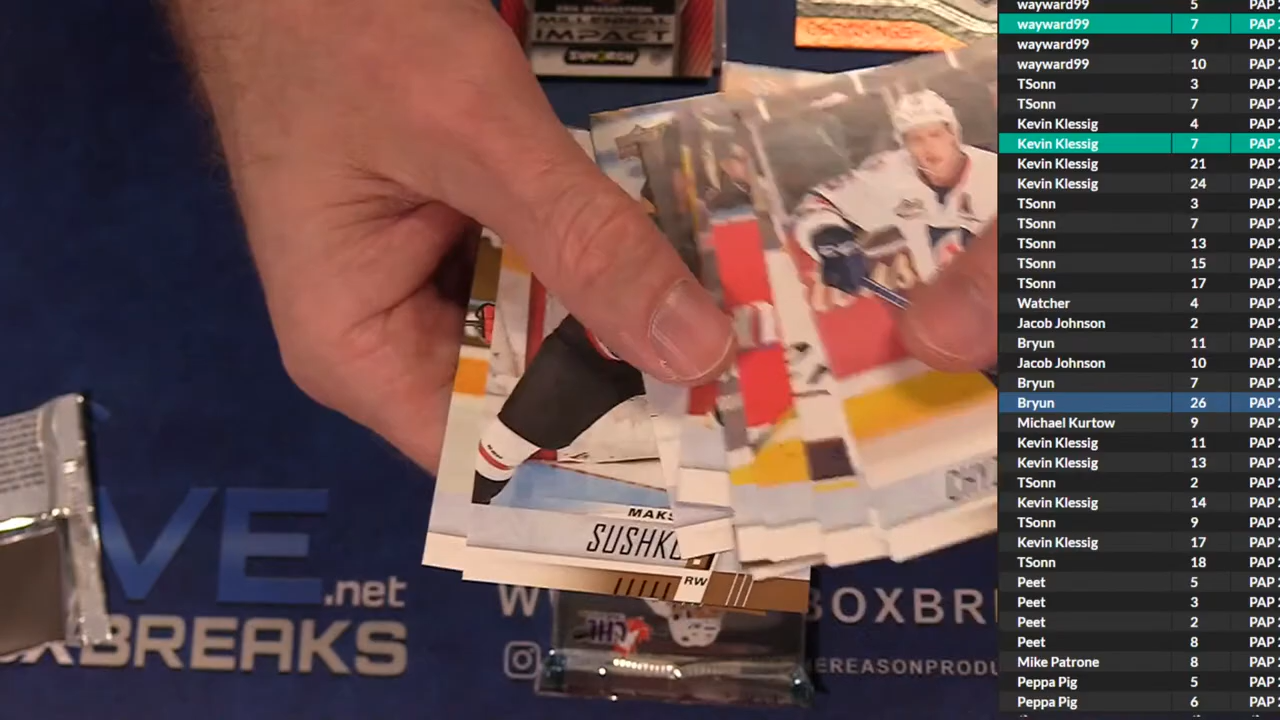 MILLENNIAL
IMPACT
MAKS
SUSHKO
RW
CHL
VE.net
BREAKS
W
BOXBR
wayward99 5 PAP
wayward99 7 PAP
wayward99 9 PAP
wayward99 10 PAP
TSonn 3 PAP
TSonn 7 PAP
Kevin Klessig 4 PAP
Kevin Klessig 7 PAP
Kevin Klessig 21 PAP
Kevin Klessig 24 PAP
TSonn 3 PAP
TSonn 7 PAP
TSonn 13 PAP
TSonn 15 PAP
TSonn 17 PAP
Watcher 4 PAP
Jacob Johnson 2 PAP
Bryun 11 PAP
Jacob Johnson 10 PAP
Bryun 7 PAP
Bryun 26 PAP
Michael Kurtow 9 PAP
Kevin Klessig 11 PAP
Kevin Klessig 13 PAP
TSonn 2 PAP
Kevin Klessig 14 PAP
TSonn 9 PAP
Kevin Klessig 17 PAP
TSonn 18 PAP
Peet 5 PAP
Peet 3 PAP
Peet 2 PAP
Peet 8 PAP
Mike Patrone 8 PAP
Peppa Pig 5 PAP
Peppa Pig 6 PAP